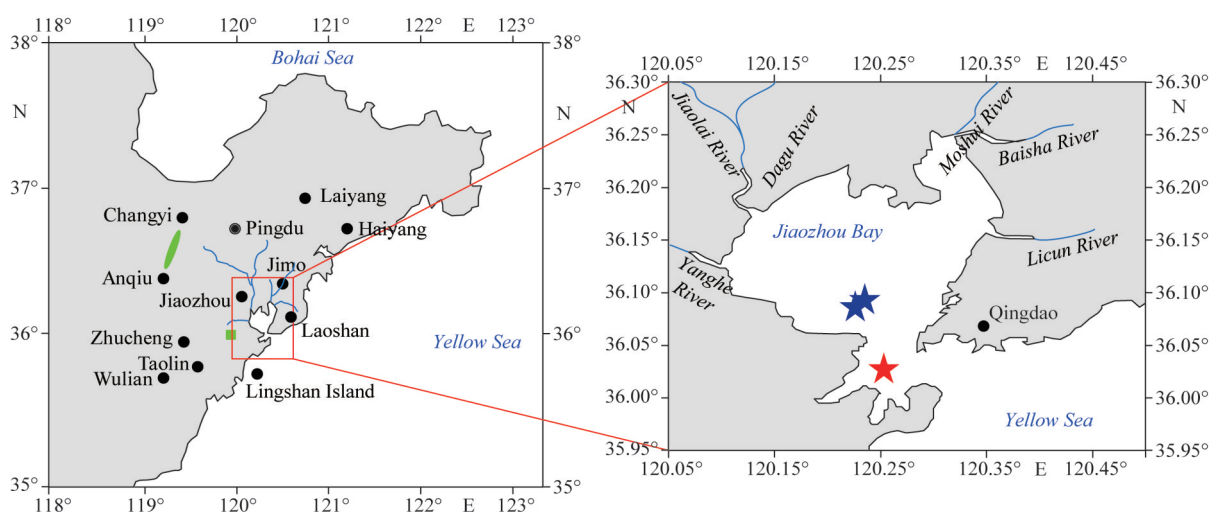 118° 119° 120° 121° E 122° 123°
38°
Bohai Sea
38°
N
N
37°
37°
Laiyang
Changyi
Pingdu
Haiyang
Anqiu
Jimo
Jiaozhou
36°
36°
Zhucheng
Laoshan
Yellow Sea
Taolin
Wulian
Lingshan Island
35°
35°
118° 119° 120° 121° E 122° 123°
120.05° 120.15° 120.25° 120.35° E 120.45°
36.30°
36.30°
N
N
Jiaolai River
Dagu River
Moshui River
36.25°
36.25°
Baisha River
36.20°
36.20°
Jiaozhou Bay
36.15°
36.15°
Licun River
Yanghe
River
36.10°
36.10°
Qingdao
36.05°
36.05°
36.00°
36.00°
Yellow Sea
35.95°
35.95°
120.05° 120.15° 120.25° 120.35° E 120.45°